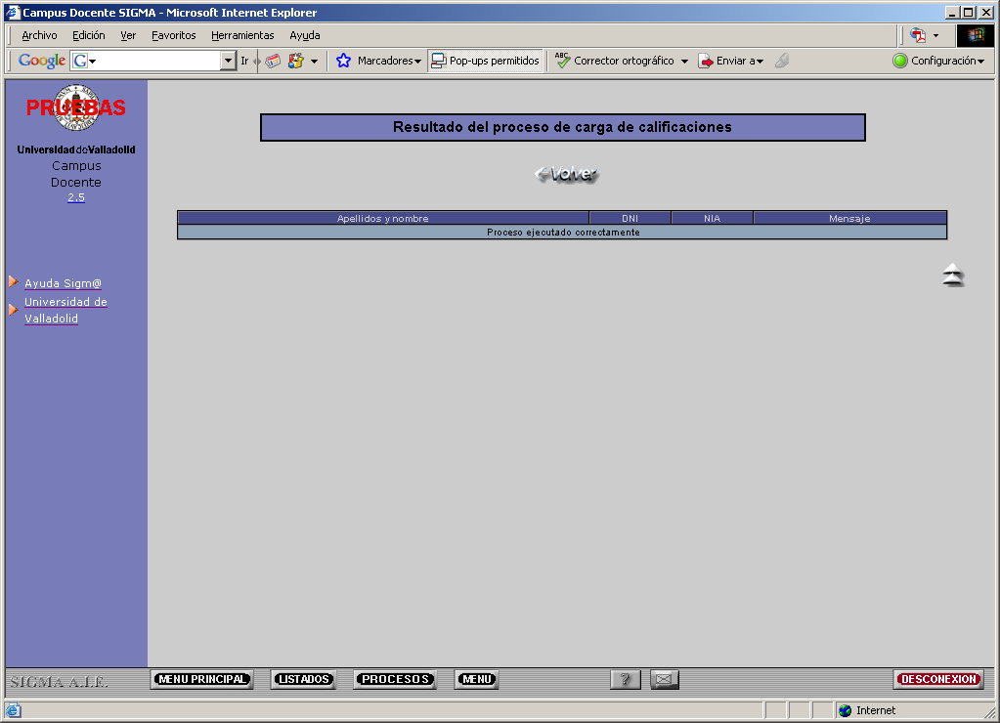 Campus Docente SIGMA - Microsoft Internet Explorer
Archivo Edición Ver Favoritos Herramientas Ayuda
Google G Ir Marcadores Pop-ups permitidos ABC Corrector ortográfico Enviar a Configuración
PRUEBAS
Universidad de Valladolid
Campus
Docente
2.5
Ayuda Sigm@
Universidad de
Valladolid
Resultado del proceso de carga de calificaciones
Volver
Apellidos y nombre DNI NIA Mensaje
Proceso ejecutado correctamente
SIGMA A.I.E. MENU PRINCIPAL LISTADOS PROCESOS MENU ? DESCONEXION
Internet